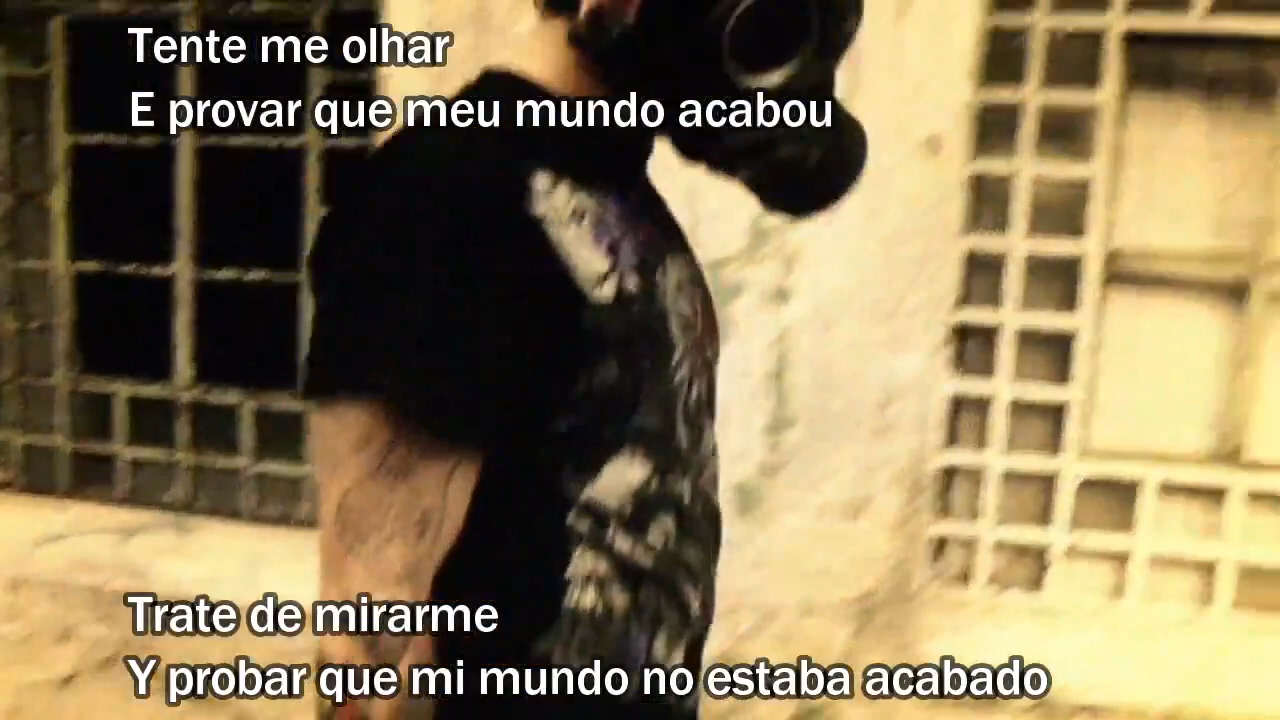 Tente me olhar
E provar que meu mundo acabou
Trate de mirarme
Y probar que mi mundo no estaba acabado